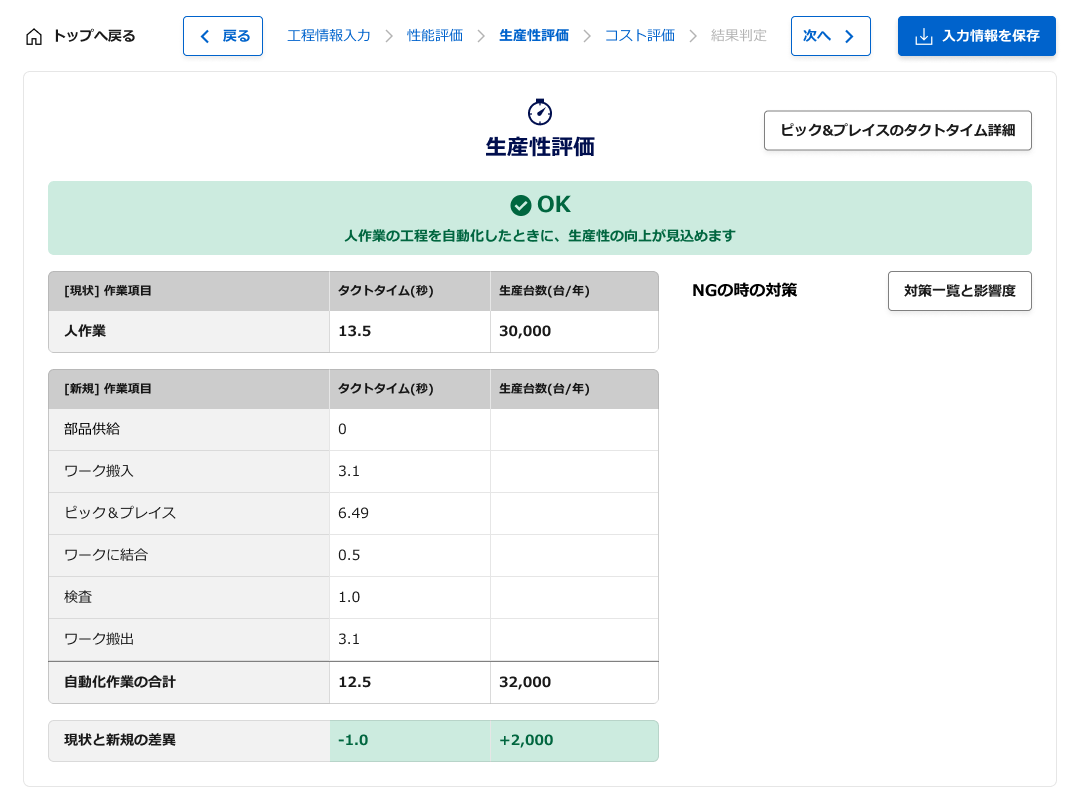 トップへ戻る
戻る
工程情報入力
性能評価
生産性評価
コスト評価
結果判定
次へ
入力情報を保存
生産性評価
ピック&プレイスのタクトタイム詳細
OK
人作業の工程を自動化したときに、生産性の向上が見込めます
[現状] 作業項目 タクトタイム(秒) 生産台数(台/年)
人作業 13.5 30,000
NGの時の対策
対策一覧と影響度
[新規] 作業項目 タクトタイム(秒) 生産台数(台/年)
部品供給 0
ワーク搬入 3.1
ピック＆プレイス 6.49
ワークに結合 0.5
検査 1.0
ワーク搬出 3.1
自動化作業の合計 12.5 32,000
現状と新規の差異 -1.0 +2,000